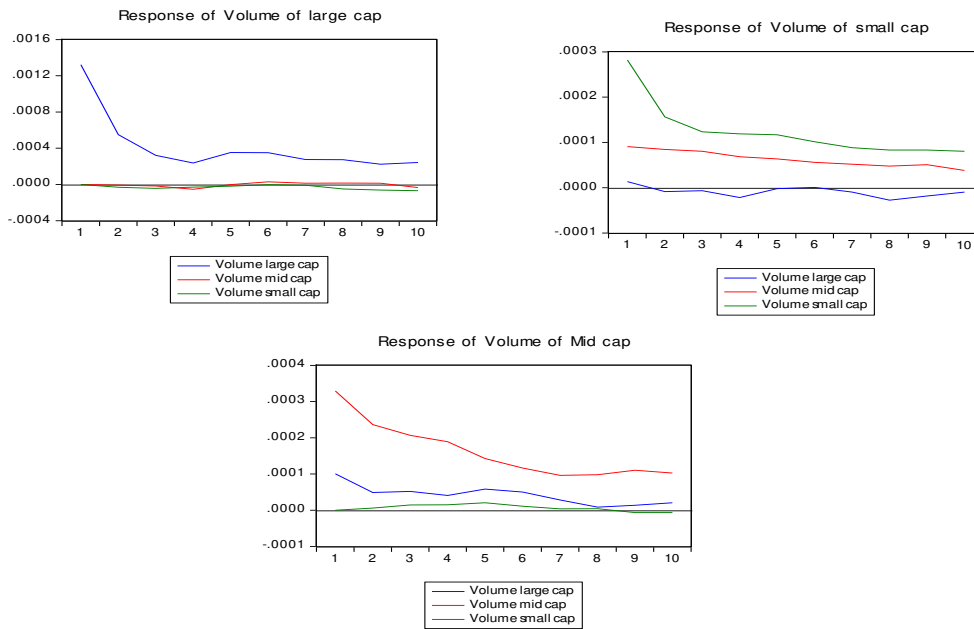 Response of Volume of large cap
.0016
.0012
.0008
.0004
.0000
-.0004
1 2 3 4 5 6 7 8 9 10
Volume large cap
Volume mid cap
Volume small cap
Response of Volume of small cap
.0003
.0002
.0001
.0000
-.0001
1 2 3 4 5 6 7 8 9 10
Volume large cap
Volume mid cap
Volume small cap
Response of Volume of Mid cap
.0004
.0003
.0002
.0001
.0000
-.0001
1 2 3 4 5 6 7 8 9 10
Volume large cap
Volume mid cap
Volume small cap